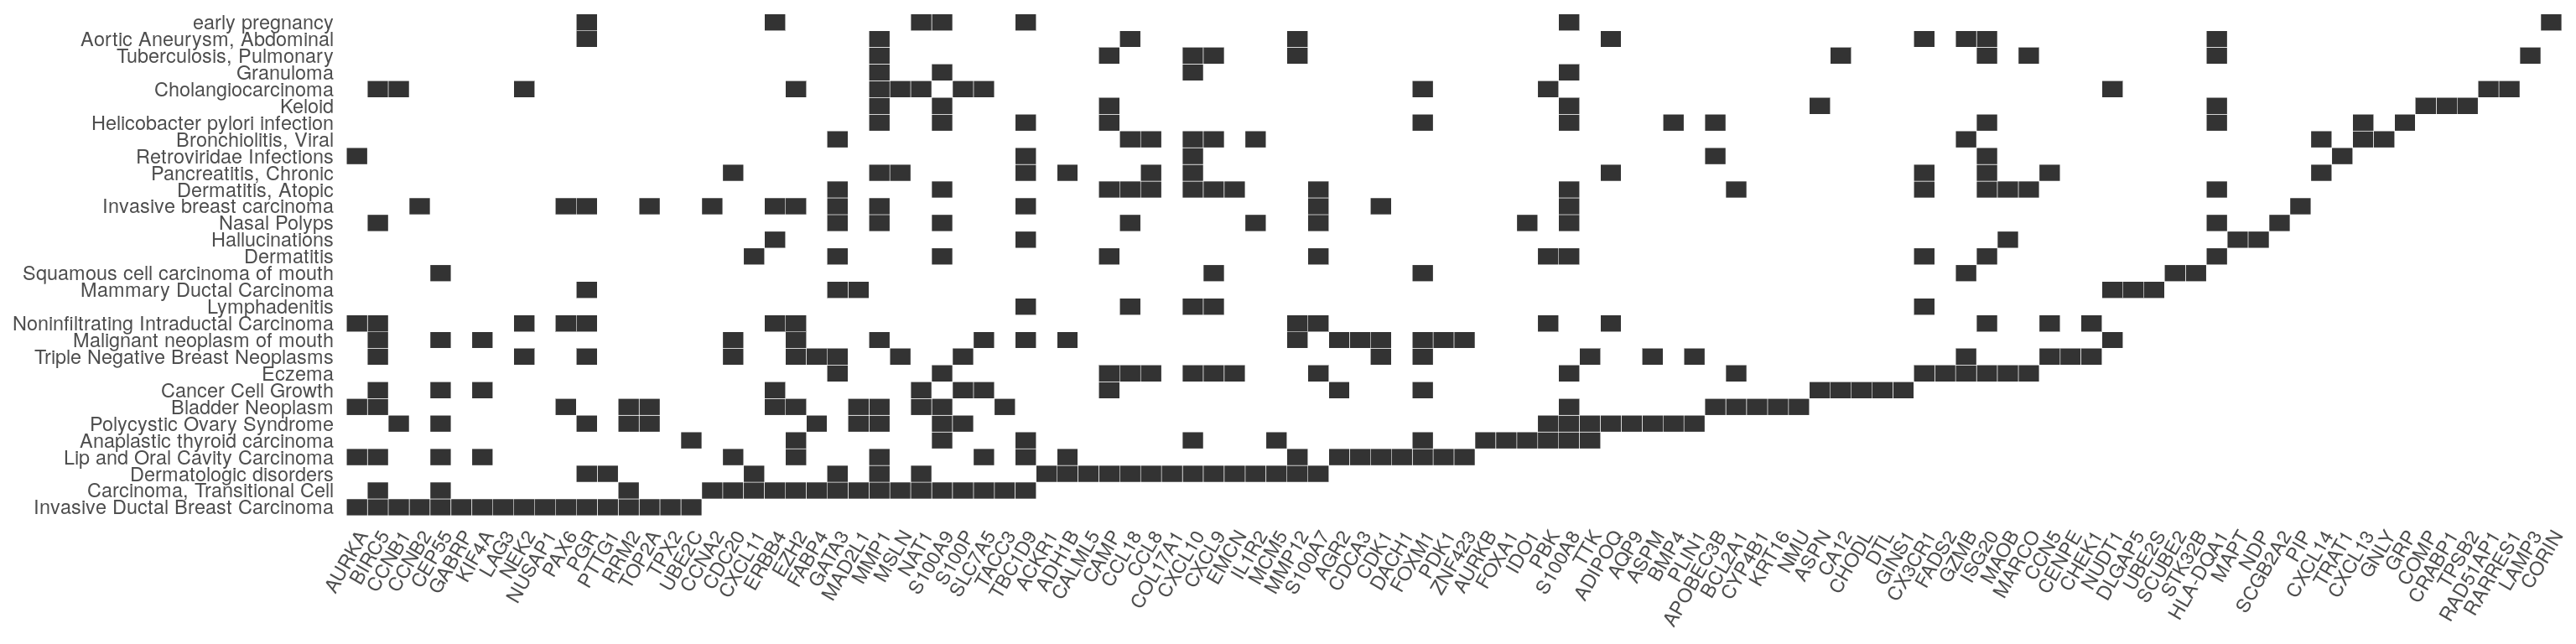 early pregnancy
Aortic Aneurysm, Abdominal
Tuberculosis, Pulmonary
Granuloma
Cholangiocarcinoma
Keloid
Helicobacter pylori infection
Bronchiolitis, Viral
Retroviridae Infections
Pancreatitis, Chronic
Dermatitis, Atopic
Invasive breast carcinoma
Nasal Polyps
Hallucinations
Dermatitis
Squamous cell carcinoma of mouth
Mammary Ductal Carcinoma
Lymphadenitis
Noninfiltrating Intraductal Carcinoma
Malignant neoplasm of mouth
Triple Negative Breast Neoplasms
Eczema
Cancer Cell Growth
Bladder Neoplasm
Polycystic Ovary Syndrome
Anaplastic thyroid carcinoma
Lip and Oral Cavity Carcinoma
Dermatologic disorders
Carcinoma, Transitional Cell
Invasive Ductal Breast Carcinoma
AURKA
BIRC5
CCNB1
CCNB2
CEP55
GABRP
KIF4A
LAG3
NEK2
NUSAP1
PAX6
PGR
PTTG1
RRM2
TOP2A
TPX2
UBE2C
CCNA2
CDC20
CXCL11
ERBB4
EZH2
FABP4
GATA3
MAD2L1
MMP1
MSLN
NAT1
S100A9
S100P
SLC7A5
TACC3
TBC1D9
ACKR1
ADH1B
CALML5
CAMP
CCL18
CCL8
COL17A1
CXCL10
CXCL9
EMCN
IL1R2
MCM5
MMP12
S100A7
AGR2
CDCA3
CDK1
DACH1
FOXM1
PDK1
ZNF423
AURKB
FOXA1
IDO1
PBK
S100A8
TTK
ADIPOQ
AQP9
ASPM
BMP4
PLIN1
APOBEC3B
BCL2A1
CYP4B1
KRT16
NMU
ASPN
CA12
CHODL
DTL
GINS1
CX3CR1
FADS2
GZMB
ISG20
MAOB
MARCO
CCN5
CENPE
CHEK1
NUDT1
DLGAP5
UBE2S
SCUBE2
STK32B
HLA-DQA1
MAPT
NDP
SCGB2A2
PIP
CXCL14
TRAT1
CXCL13
GNLY
GRP
COMP
CRABP1
TPSB2
RAD51AP1
RARRES1
LAMP3
CORIN